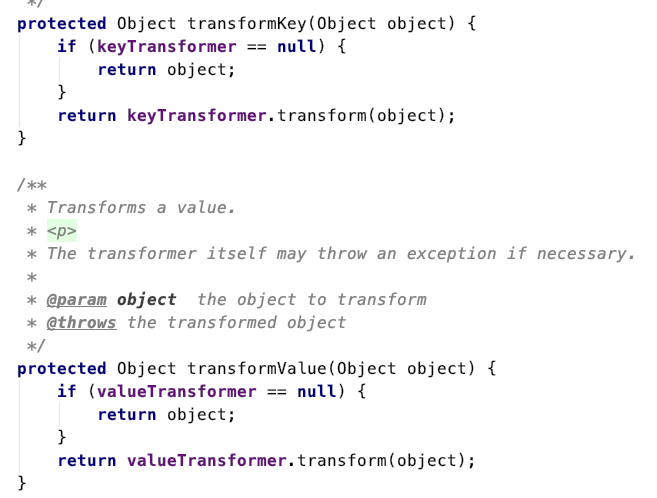 */
protected Object transformKey(Object object) {
    if (keyTransformer == null) {
        return object;
    }
    return keyTransformer.transform(object);
}

/**
 * Transforms a value.
 * <p>
 * The transformer itself may throw an exception if necessary.
 *
 * @param object  the object to transform
 * @throws the transformed object
 */
protected Object transformValue(Object object) {
    if (valueTransformer == null) {
        return object;
    }
    return valueTransformer.transform(object);
}